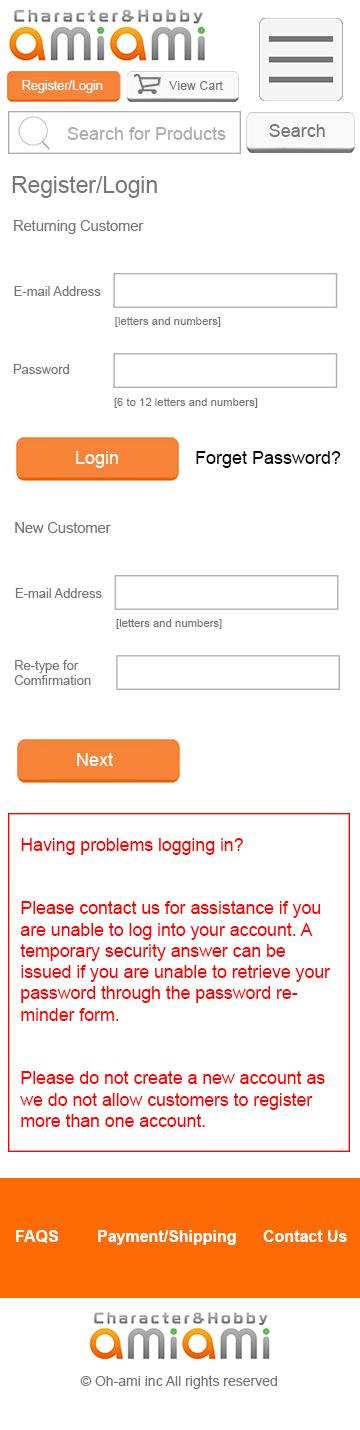 Character&Hobby
amiami
Register/Login
View Cart
Search for Products
Search
Register/Login
Returning Customer
E-mail Address
[letters and numbers]
Password
[6 to 12 letters and numbers]
Login
Forget Password?
New Customer
E-mail Address
[letters and numbers]
Re-type for
Comfirmation
Next
Having problems logging in?
Please contact us for assistance if you
are unable to log into your account. A
temporary security answer can be
issued if you are unable to retrieve your
password through the password re-
minder form.
Please do not create a new account as
we do not allow customers to register
more than one account.
FAQS
Payment/Shipping
Contact Us
Character&Hobby
amiami
© Oh-ami inc All rights reserved